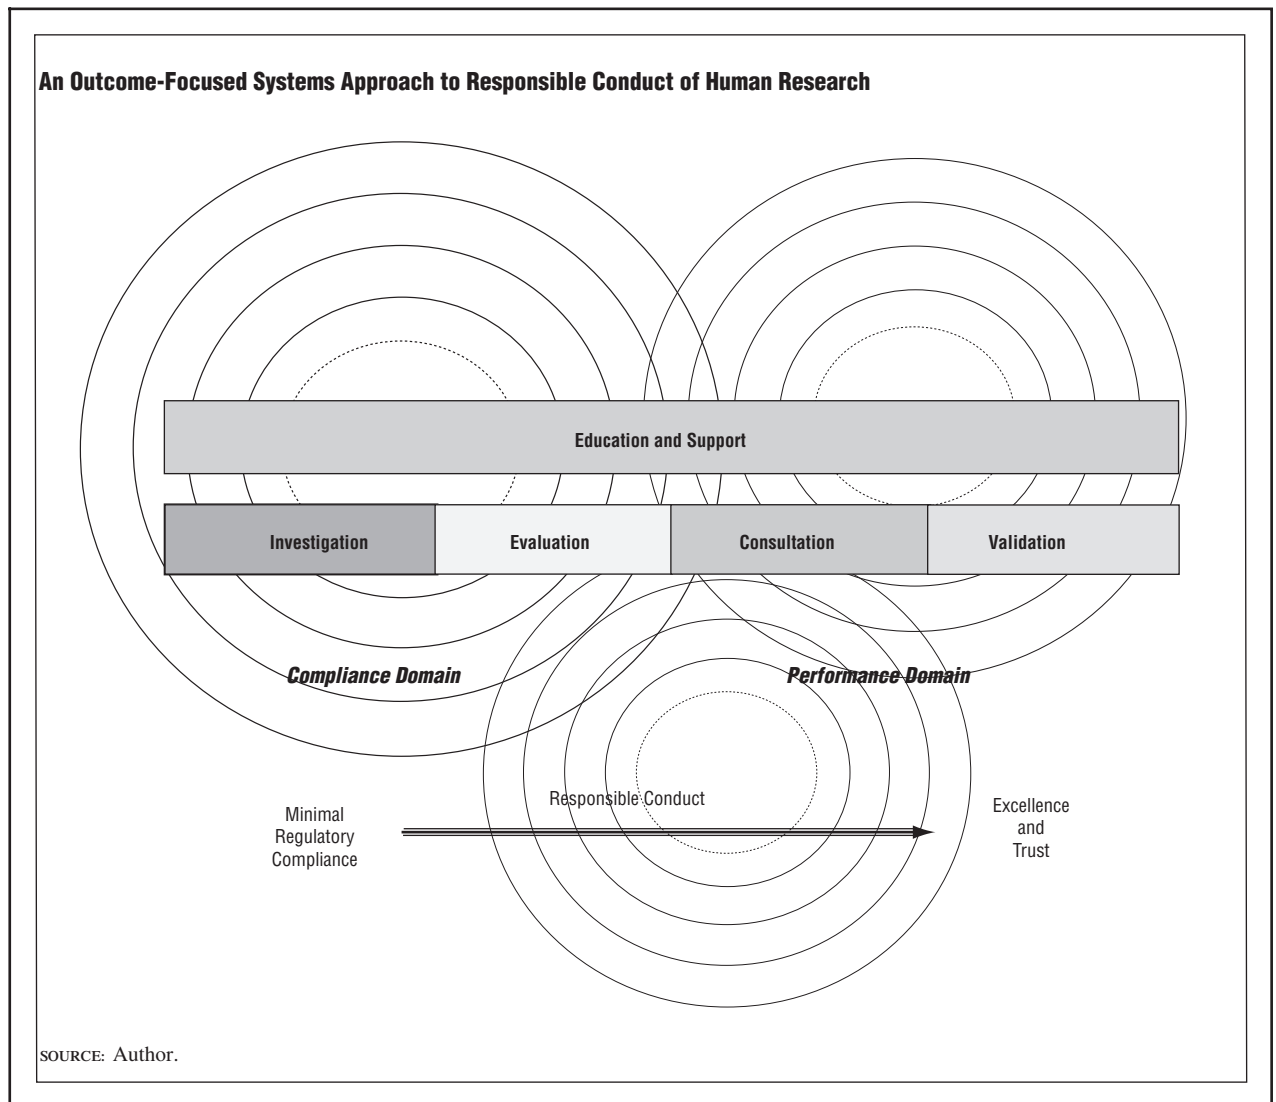 An Outcome-Focused Systems Approach to Responsible Conduct of Human Research
Education and Support
Investigation
Evaluation
Consultation
Validation
Compliance Domain
Performance Domain
Responsible Conduct
Minimal
Regulatory
Compliance
Excellence
and
Trust
SOURCE: Author.